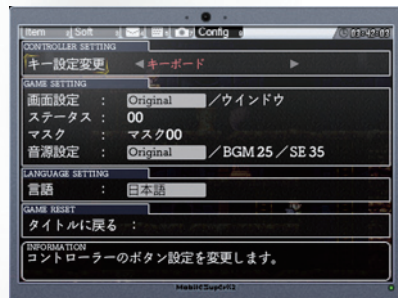 Item Soft Config
CONTROLLER SETTING
キー設定変更 ◀キーボード ▶
GAME SETTING
画面設定 : Original /ウインドウ
ステータス : 00
マスク : マスク00
音源設定 : Original /BGM 25/SE 35
LANGUAGE SETTING
言語 : 日本語
GAME RESET
タイトルに戻る :
INFORMATION
コントローラーのボタン設定を変更します。